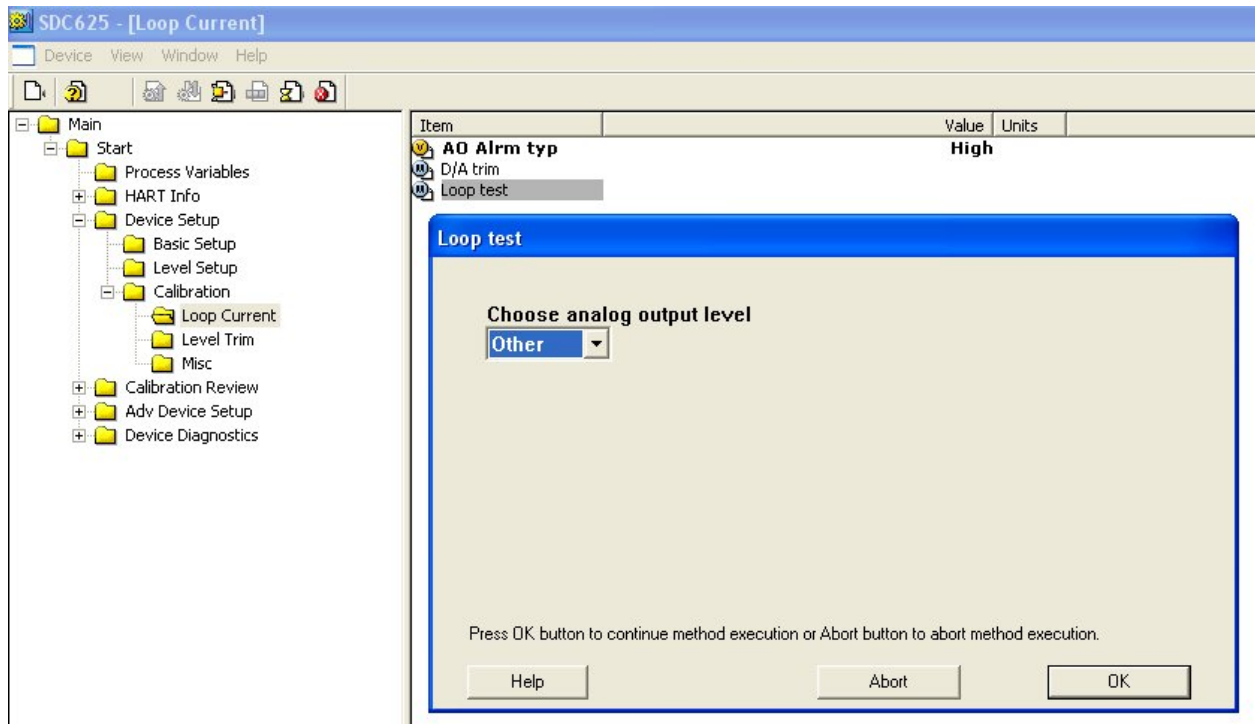 SDC625 - [Loop Current]
Device View Window Help
Main
Start
Process Variables
HART Info
Device Setup
Basic Setup
Level Setup
Calibration
Loop Current
Level Trim
Misc
Calibration Review
Adv Device Setup
Device Diagnostics
Item Value Units
AO Alrm typ High
D/A trim
Loop test
Loop test
Choose analog output level
Other
Press OK button to continue method execution or Abort button to abort method execution.
Help Abort OK